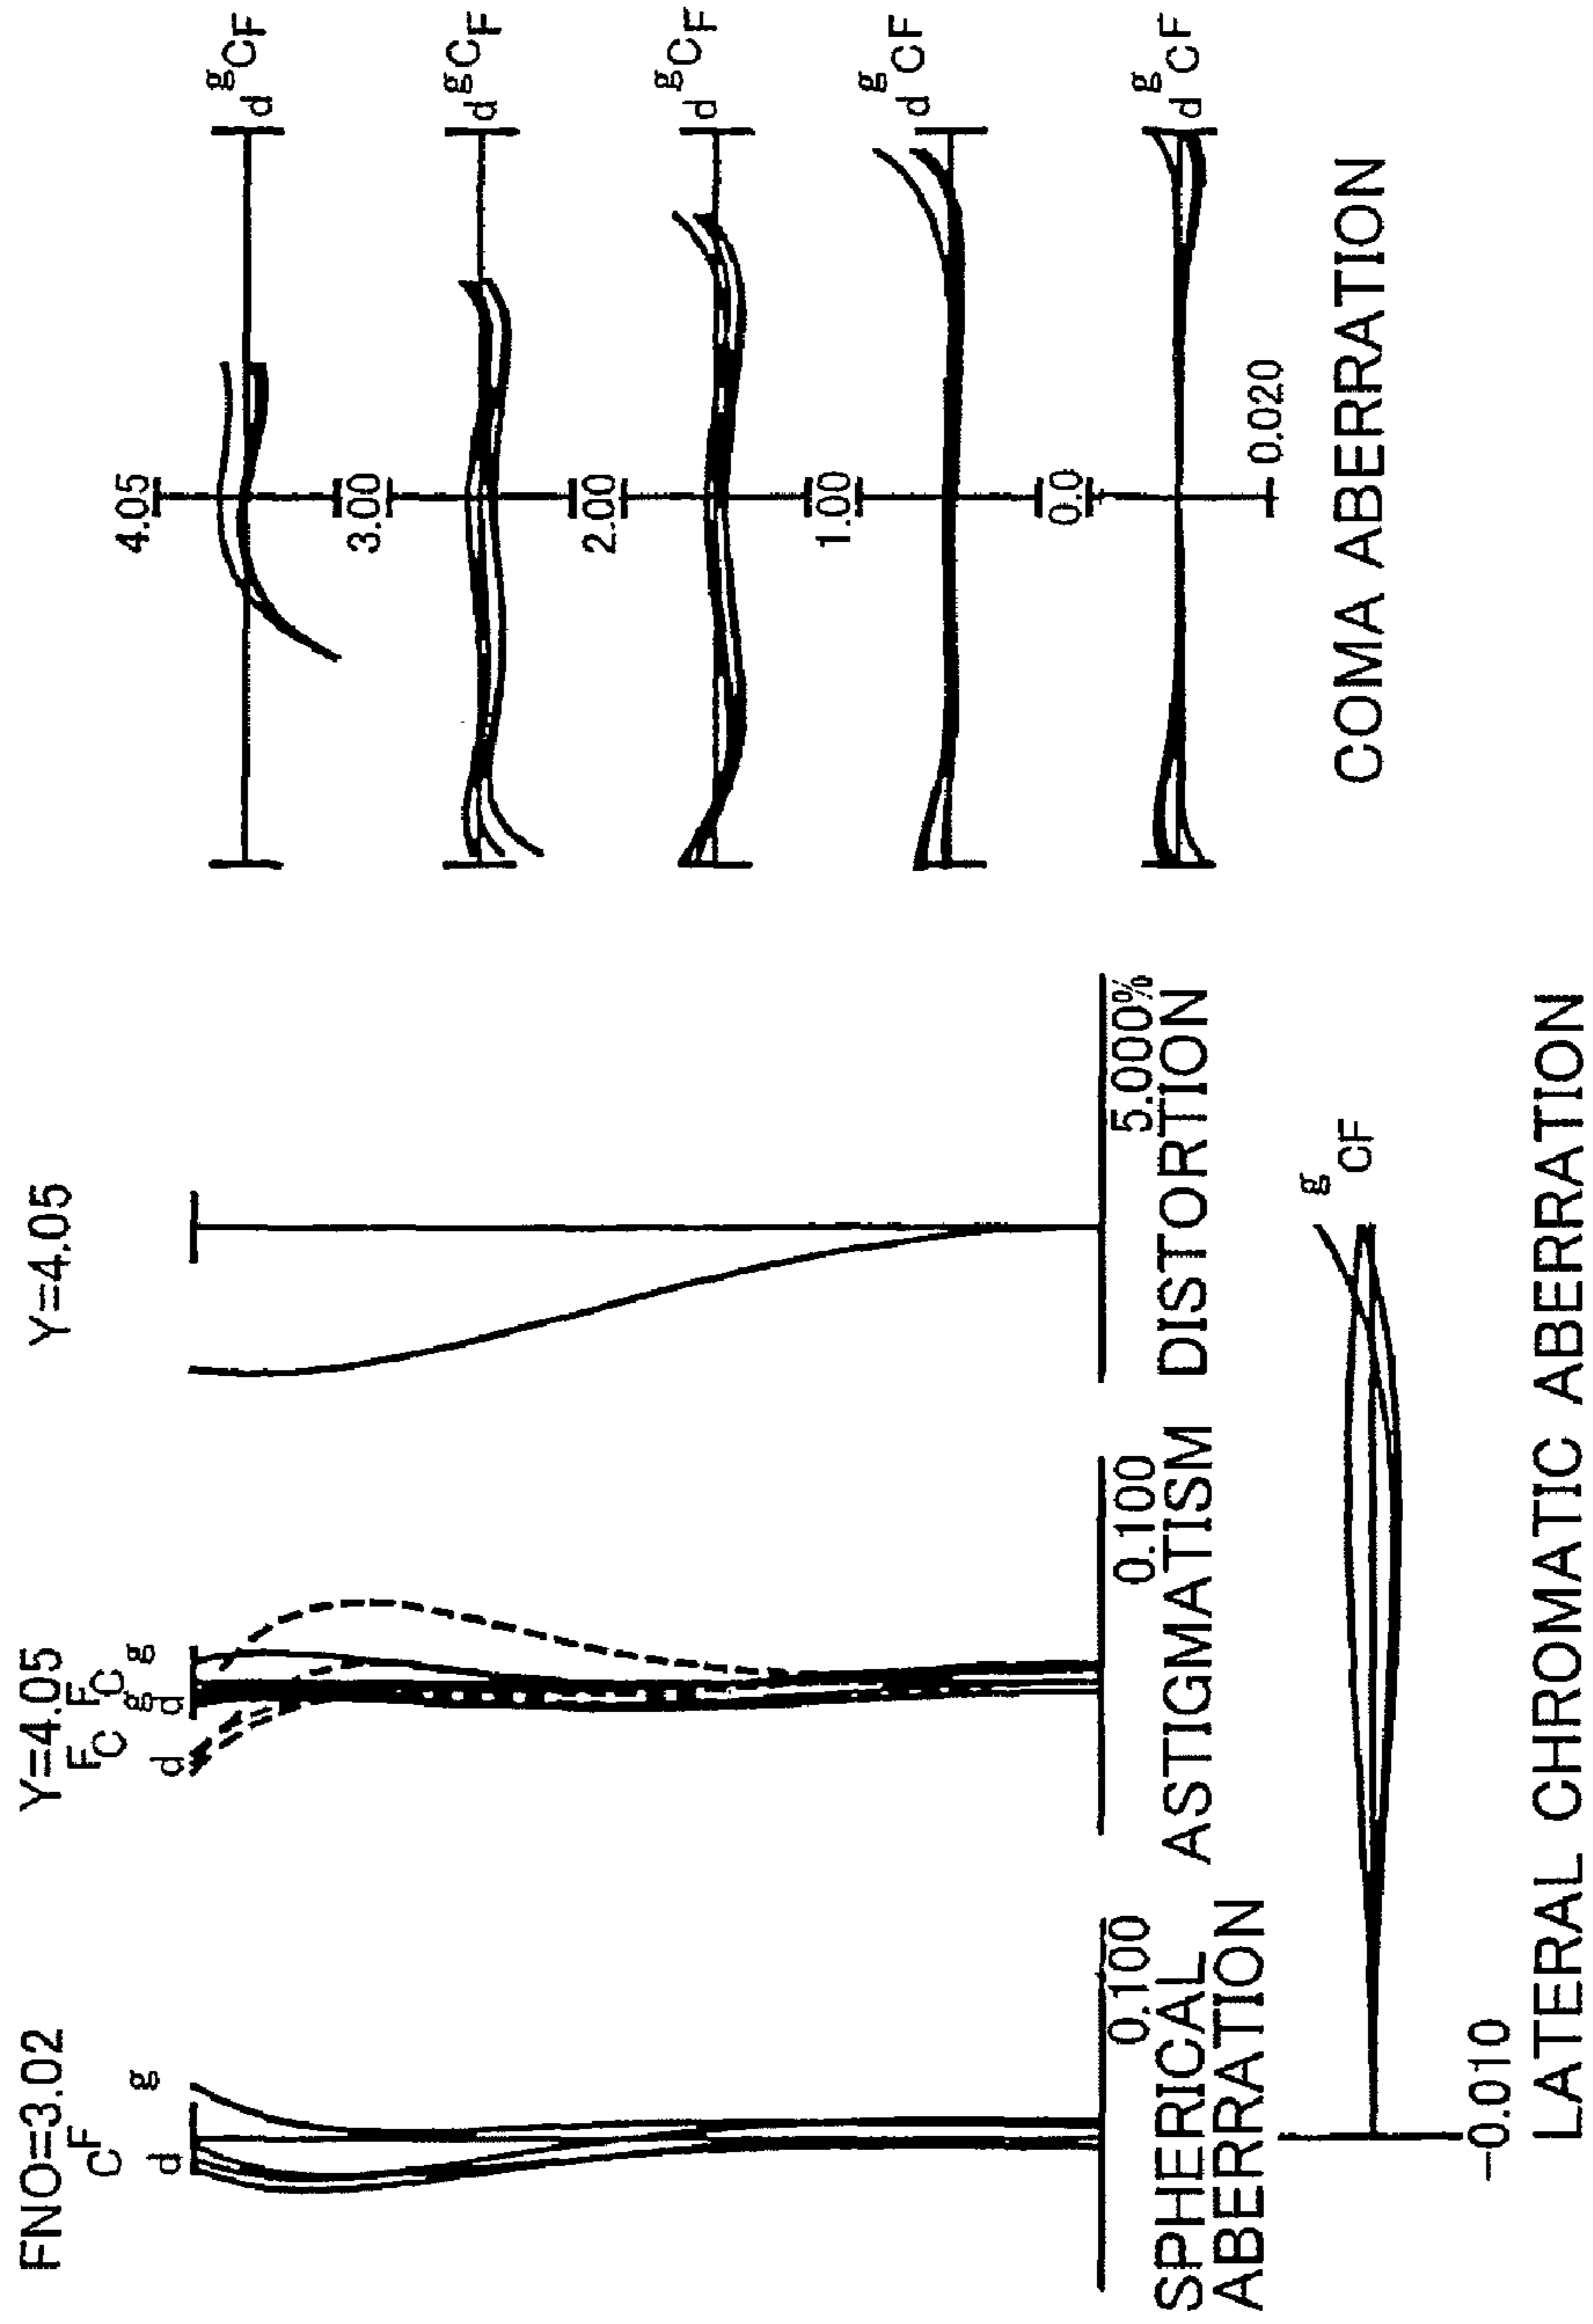 FNO=3.02
F
C
d
g
0.100
SPHERICAL
ABERRATION
Y=4.05
F
C
d
F
C
g
d
g
0.100
ASTIGMATISM
Y=4.05
5.000%
DISTORTION
g
CF
-0.010
LATERAL CHROMATIC ABERRATION
4.05
d g C F
3.00
d g C F
2.00
d g C F
1.00
d g C F
0.0
d g C F
0.020
COMA ABERRATION